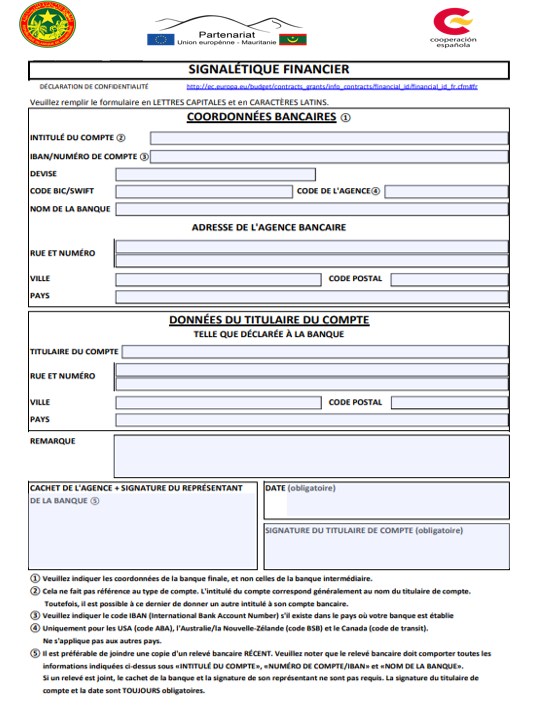 Partenariat
Union européenne - Mauritanie
cooperación
española
SIGNALÉTIQUE FINANCIER
DÉCLARATION DE CONFIDENTIALITÉ
http://ec.europa.eu/budget/contracts_grants/info_contracts/financial_id/financial_id_fr.cfm#fr
Veuillez remplir le formulaire en LETTRES CAPITALES et en CARACTÈRES LATINS.
COORDONNÉES BANCAIRES ①
INTITULÉ DU COMPTE ②
IBAN/NUMÉRO DE COMPTE ③
DEVISE
CODE BIC/SWIFT CODE DE L'AGENCE④
NOM DE LA BANQUE
ADRESSE DE L'AGENCE BANCAIRE
RUE ET NUMÉRO
VILLE CODE POSTAL
PAYS
DONNÉES DU TITULAIRE DU COMPTE
TELLE QUE DÉCLARÉE À LA BANQUE
TITULAIRE DU COMPTE
RUE ET NUMÉRO
VILLE CODE POSTAL
PAYS
REMARQUE
CACHET DE L'AGENCE + SIGNATURE DU REPRÉSENTANT
DE LA BANQUE ⑤
DATE (obligatoire)
SIGNATURE DU TITULAIRE DE COMPTE (obligatoire)
① Veuillez indiquer les coordonnées de la banque finale, et non celles de la banque intermédiaire.
② Cela ne fait pas référence au type de compte. L'intitulé du compte correspond généralement au nom du titulaire de compte.
Toutefois, il est possible à ce dernier de donner un autre intitulé à son compte bancaire.
③ Veuillez indiquer le code IBAN (International Bank Account Number) s'il existe dans le pays où votre banque est établie
④ Uniquement pour les USA (code ABA), l'Australie/la Nouvelle-Zélande (code BSB) et le Canada (code de transit).
Ne s'applique pas aux autres pays.
⑤ Il est préférable de joindre une copie d'un relevé bancaire RÉCENT. Veuillez noter que le relevé bancaire doit comporter toutes les
informations indiquées ci-dessus sous «INTITULÉ DU COMPTE», «NUMÉRO DE COMPTE/IBAN» et «NOM DE LA BANQUE».
Si un relevé est joint, le cachet de la banque et la signature de son représentant ne sont pas requis. La signature du titulaire de
compte et la date sont TOUJOURS obligatoires.